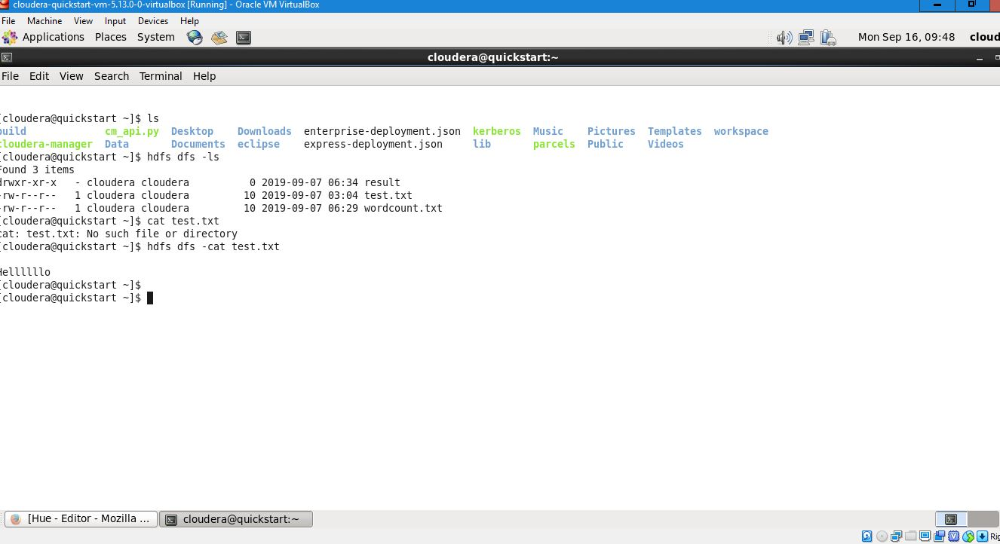 cloudera-quickstart-vm-5.13.0-0-virtualbox [Running] - Oracle VM VirtualBox
File Machine View Input Devices Help
Applications Places System Mon Sep 16, 09:48 cloud
cloudera@quickstart:~
File Edit View Search Terminal Help
[cloudera@quickstart ~]$ ls
build cm_api.py Desktop Downloads enterprise-deployment.json kerberos Music Pictures Templates workspace
cloudera-manager Data Documents eclipse express-deployment.json lib parcels Public Videos
[cloudera@quickstart ~]$ hdfs dfs -ls
Found 3 items
drwxr-xr-x - cloudera cloudera 0 2019-09-07 06:34 result
-rw-r--r-- 1 cloudera cloudera 10 2019-09-07 03:04 test.txt
-rw-r--r-- 1 cloudera cloudera 10 2019-09-07 06:29 wordcount.txt
[cloudera@quickstart ~]$ cat test.txt
cat: test.txt: No such file or directory
[cloudera@quickstart ~]$ hdfs dfs -cat test.txt
Hellllllo
[cloudera@quickstart ~]$
[cloudera@quickstart ~]$
[Hue - Editor - Mozilla ... cloudera@quickstart:~
Rig